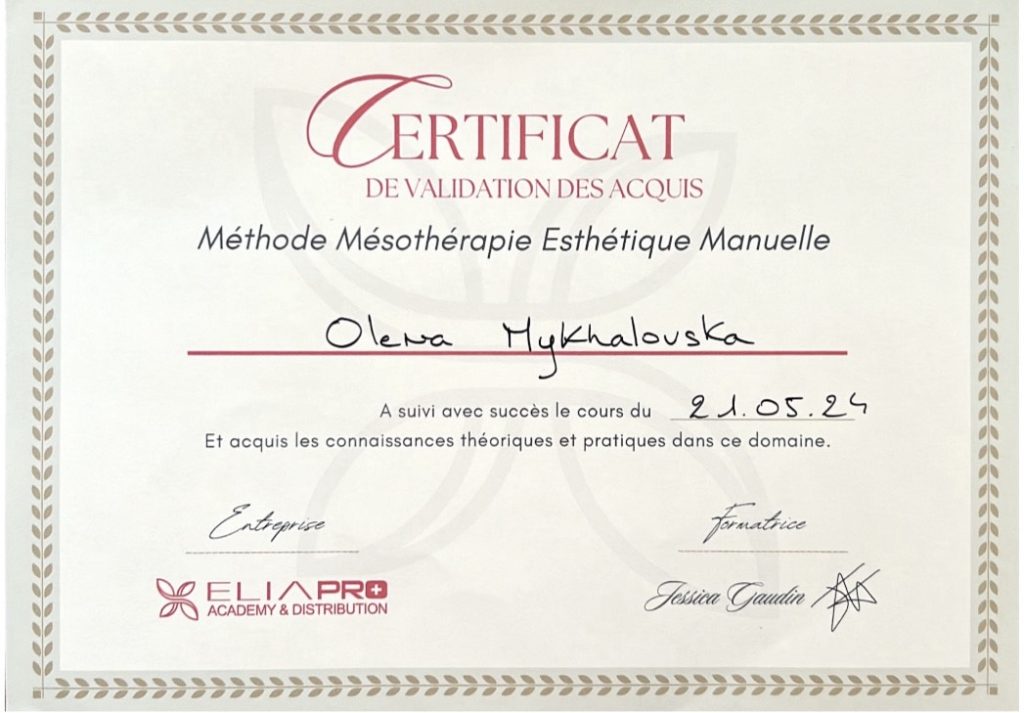 CERTIFICAT
DE VALIDATION DES ACQUIS
Méthode Mésothérapie Esthétique Manuelle
Olena Mykhalovska
A suivi avec succès le cours du 21.05.24
Et acquis les connaissances théoriques et pratiques dans ce domaine.
Entreprise
Formatrice
ELIAPRO
ACADEMY & DISTRIBUTION
Jessica Gaudin